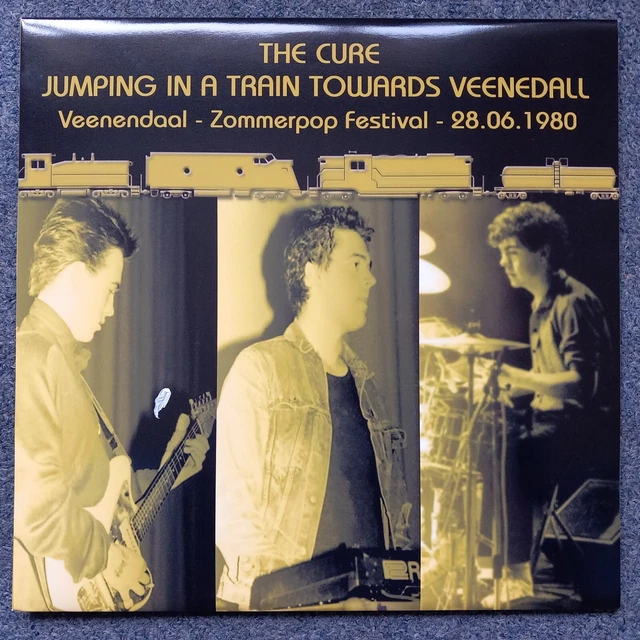 THE CURE
JUMPING IN A TRAIN TOWARDS VEENEDALL
Veenendaal - Zommerpop Festival - 28.06.1980